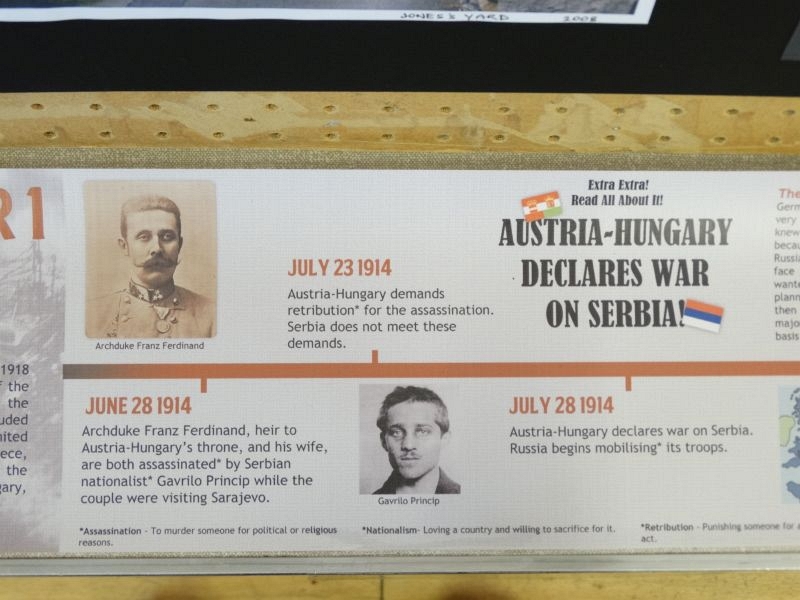 JONES'S YARD 2008
R1
Archduke Franz Ferdinand
JULY 23 1914
Austria-Hungary demands
retribution* for the assassination.
Serbia does not meet these
demands.
Extra Extra!
Read All About It!
AUSTRIA-HUNGARY
DECLARES WAR
ON SERBIA!
The
Germ
very
knew
becau
Russia
face
wante
plann
then
major
basis
1918
f the
the
uded
nited
eece,
the
gary,
JUNE 28 1914
Archduke Franz Ferdinand, heir to
Austria-Hungary's throne, and his wife,
are both assassinated* by Serbian
nationalist* Gavrilo Princip while the
couple were visiting Sarajevo.
Gavrilo Princip
JULY 28 1914
Austria-Hungary declares war on Serbia.
Russia begins mobilising* its troops.
*Assassination - To murder someone for political or religious
reasons.
*Nationalism- Loving a country and willing to sacrifice for it.
*Retribution - Punishing someone for a
act.